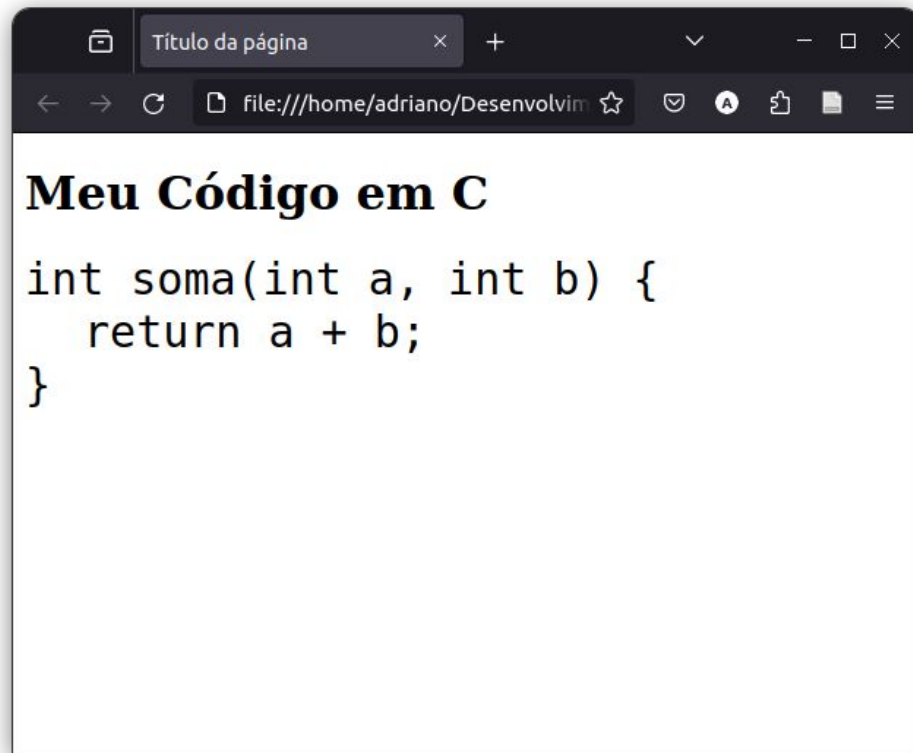 Título da página
file:///home/adriano/Desenvolvim
A
Meu Código em C
int soma(int a, int b) {
  return a + b;
}